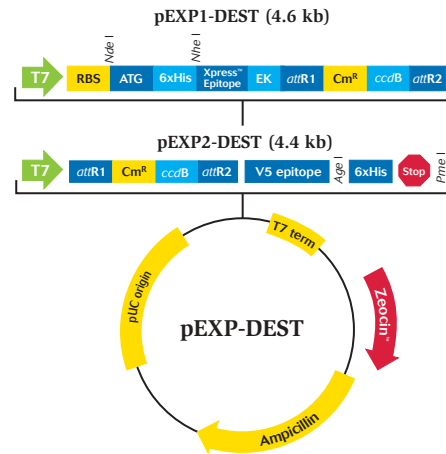 pEXP1-DEST (4.6 kb)
Nde I
Nhe I
T7 RBS ATG 6xHis Xpress™ Epitope EK attR1 CmR ccdB attR2
pEXP2-DEST (4.4 kb)
T7 attR1 CmR ccdB attR2 V5 epitope Age I 6xHis Stop Pme I
T7 term
pUC origin
Zeocin™
pEXP-DEST
Ampicillin